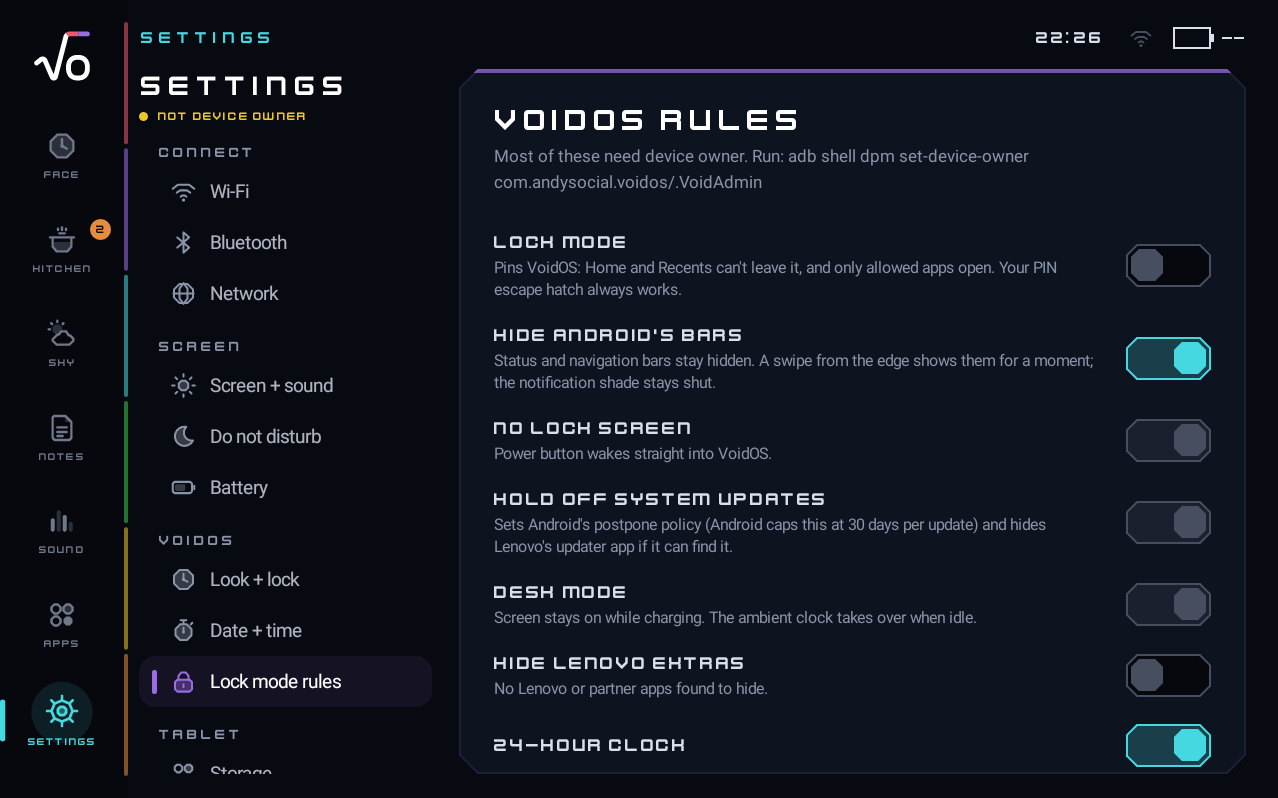 SETTINGS
22:26
--
FACE
2
KITCHEN
SKY
NOTES
SOUND
APPS
SETTINGS
SETTINGS
NOT DEVICE OWNER
CONNECT
Wi-Fi
Bluetooth
Network
SCREEN
Screen + sound
Do not disturb
Battery
VOIDOS
Look + lock
Date + time
Lock mode rules
TABLET
Storage
VOIDOS RULES
Most of these need device owner. Run: adb shell dpm set-device-owner
com.andysocial.voidos/.VoidAdmin
LOCK MODE
Pins VoidOS: Home and Recents can't leave it, and only allowed apps open. Your PIN
escape hatch always works.
HIDE ANDROID'S BARS
Status and navigation bars stay hidden. A swipe from the edge shows them for a moment;
the notification shade stays shut.
NO LOCK SCREEN
Power button wakes straight into VoidOS.
HOLD OFF SYSTEM UPDATES
Sets Android's postpone policy (Android caps this at 30 days per update) and hides
Lenovo's updater app if it can find it.
DESK MODE
Screen stays on while charging. The ambient clock takes over when idle.
HIDE LENOVO EXTRAS
No Lenovo or partner apps found to hide.
24-HOUR CLOCK